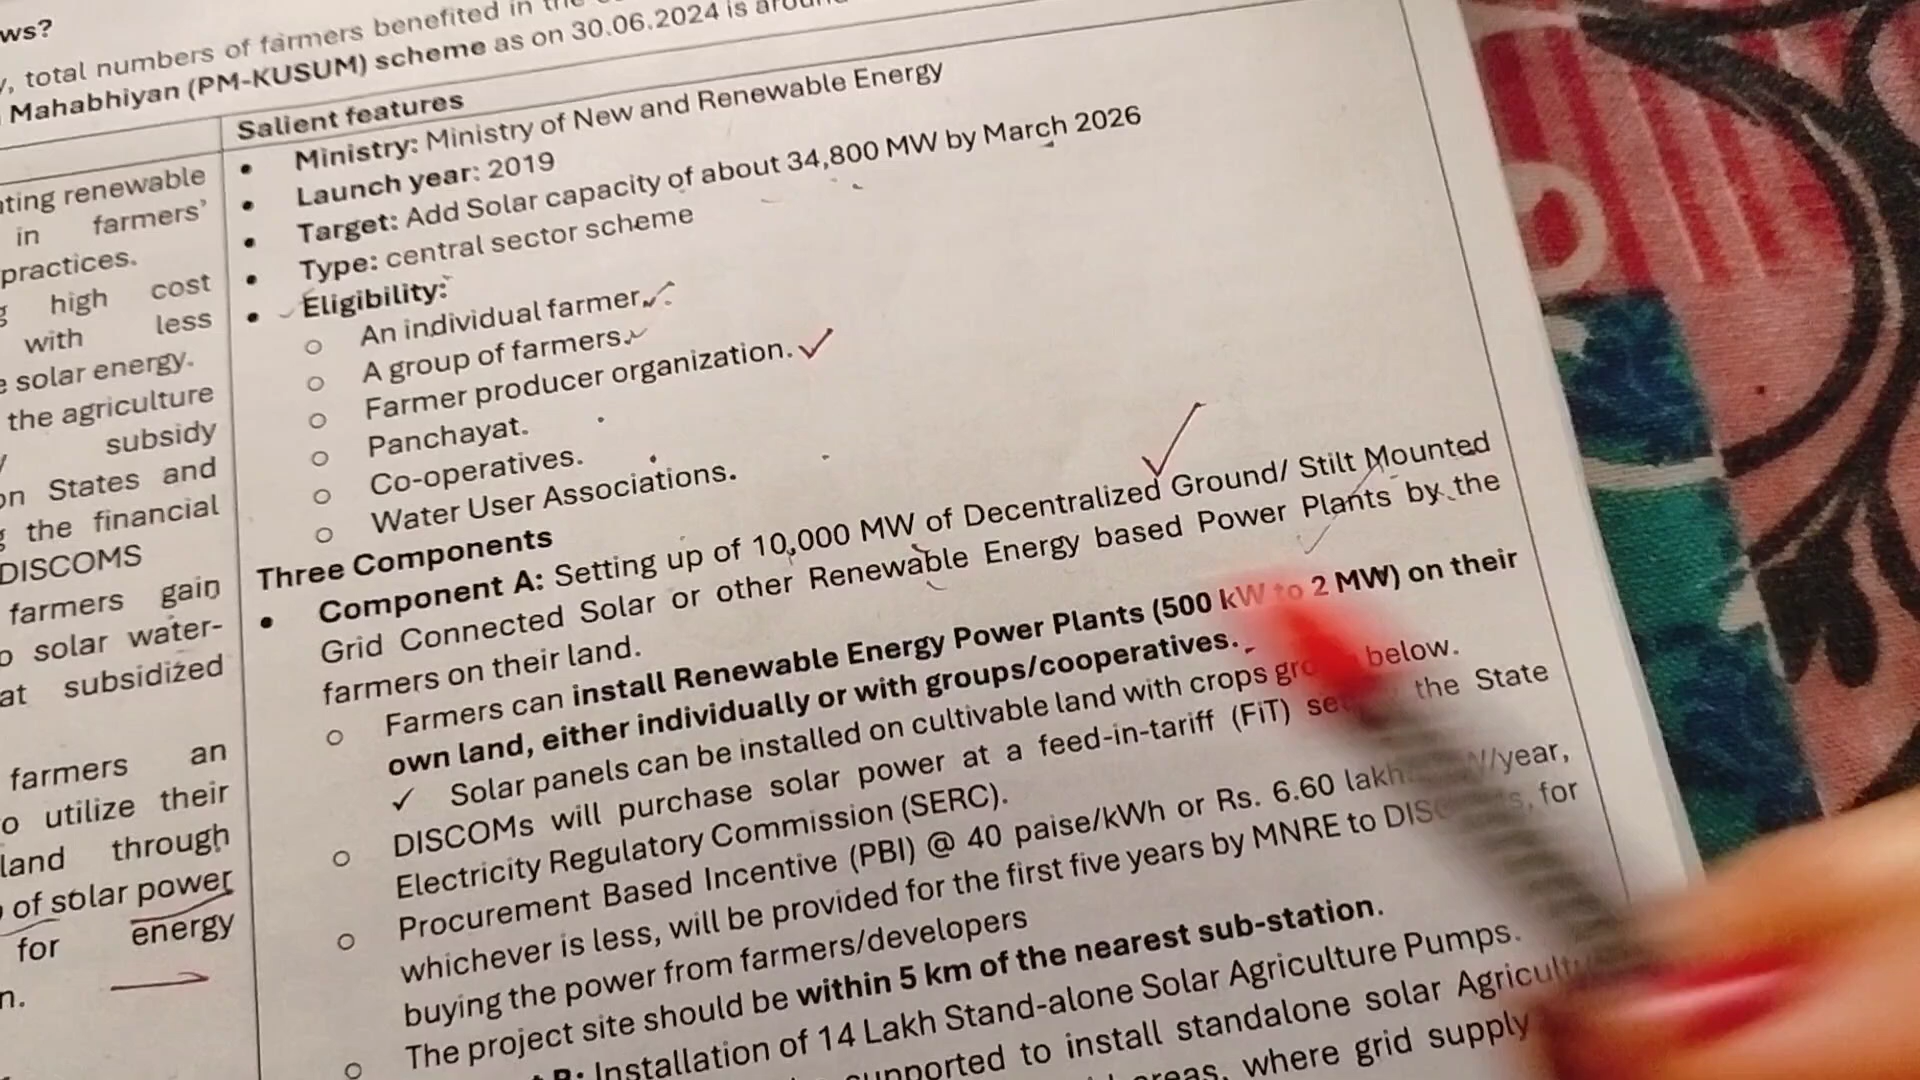 ws?
, total numbers of farmers benefited in the
Mahabhiyan (PM-KUSUM) scheme as on 30.06.2024 is around
Salient features
• Ministry: Ministry of New and Renewable Energy
• Launch year: 2019
• Target: Add Solar capacity of about 34,800 MW by March 2026
• Type: central sector scheme
• Eligibility:
o An individual farmer.
o A group of farmers.
o Farmer producer organization.
o Panchayat.
o Co-operatives.
o Water User Associations.
Three Components
• Component A: Setting up of 10,000 MW of Decentralized Ground/ Stilt Mounted
Grid Connected Solar or other Renewable Energy based Power Plants by the
farmers on their land.
o Farmers can install Renewable Energy Power Plants (500 kW to 2 MW) on their
own land, either individually or with groups/cooperatives.
✓ Solar panels can be installed on cultivable land with crops below.
o DISCOMs will purchase solar power at a feed-in-tariff (FiT) the State
Electricity Regulatory Commission (SERC).
o Procurement Based Incentive (PBI) @ 40 paise/kWh or Rs. 6.60 /year,
whichever is less, will be provided for the first five years by MNRE to for
buying the power from farmers/developers
o The project site should be within 5 km of the nearest sub-station.
Installation of 14 Lakh Stand-alone Solar Agriculture Pumps.
to install standalone solar
where grid supply
ting renewable
in farmers'
practices.
high cost
with less
solar energy.
the agriculture
subsidy
on States and
the financial
DISCOMS
farmers gain
solar water-
at subsidized
farmers an
utilize their
land through
of solar power
for energy
n.